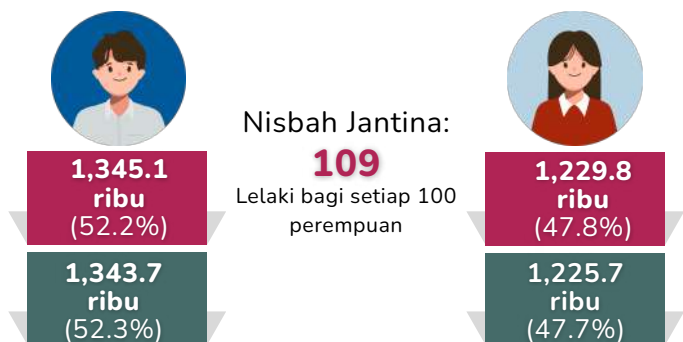 1,345.1
ribu
(52.2%)
1,343.7
ribu
(52.3%)
Nisbah Jantina:
109
Lelaki bagi setiap 100
perempuan
1,229.8
ribu
(47.8%)
1,225.7
ribu
(47.7%)